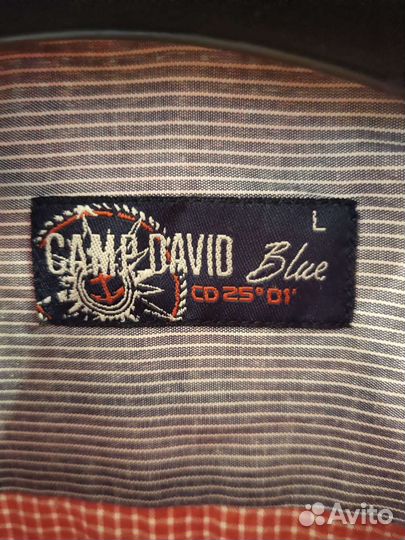 L
CAMP DAVID Blue
CD 25° 01'
Avito